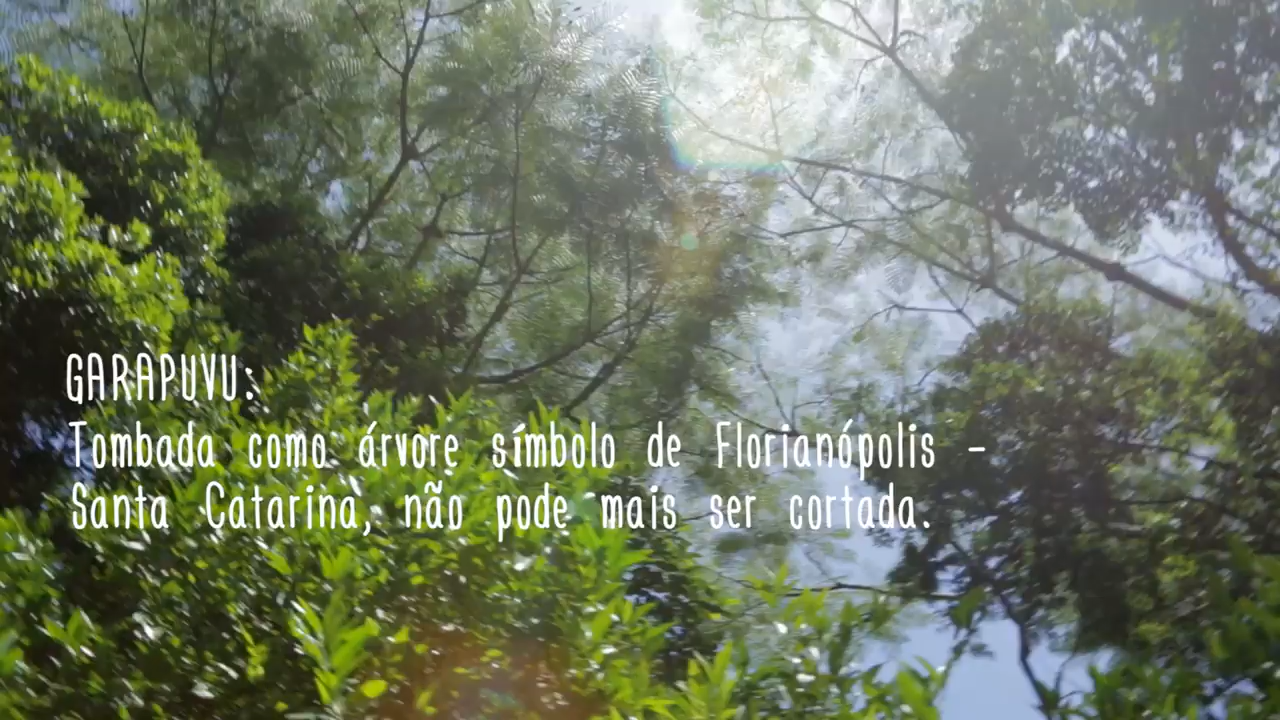 GARAPUVU:
Tombada como árvore símbolo de Florianópolis -
Santa Catarina, não pode mais ser cortada.